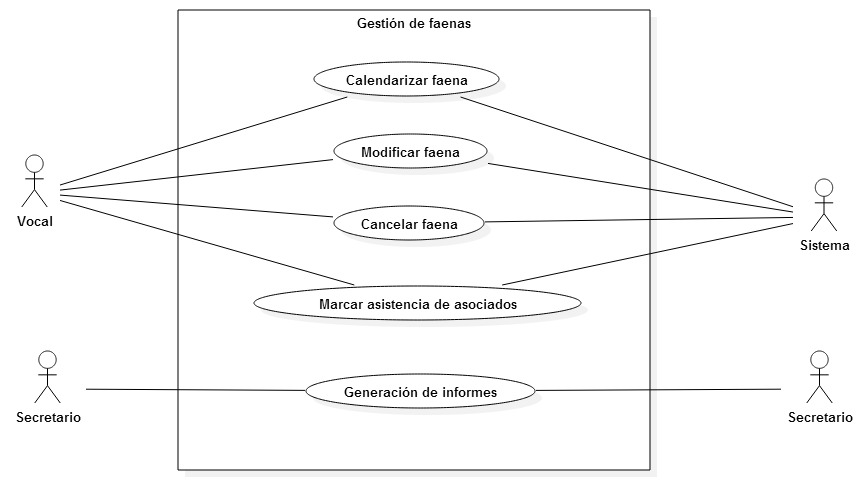 Gestión de faenas
Calendarizar faena
Modificar faena
Vocal
Cancelar faena
Sistema
Marcar asistencia de asociados
Generación de informes
Secretario
Secretario